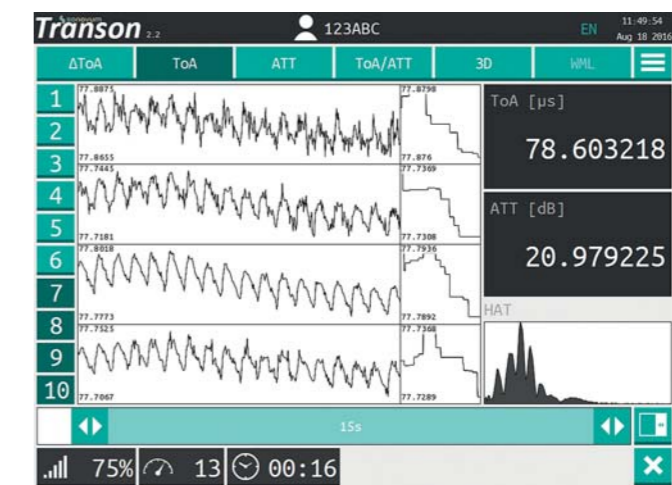 Transon 2.2
123ABC
EN
11:49:54
Aug 18 2016
ΔToA
ToA
ATT
ToA/ATT
3D
WML
1
2
3
4
5
6
7
8
9
10
77.8875
77.8655
77.8798
77.876
77.7443
77.7181
77.7369
77.7308
77.8018
77.7773
77.7936
77.7892
77.7525
77.7067
77.7368
77.7289
ToA [µs]
78.603218
ATT [dB]
20.979225
HAT
15s
75%
13
00:16